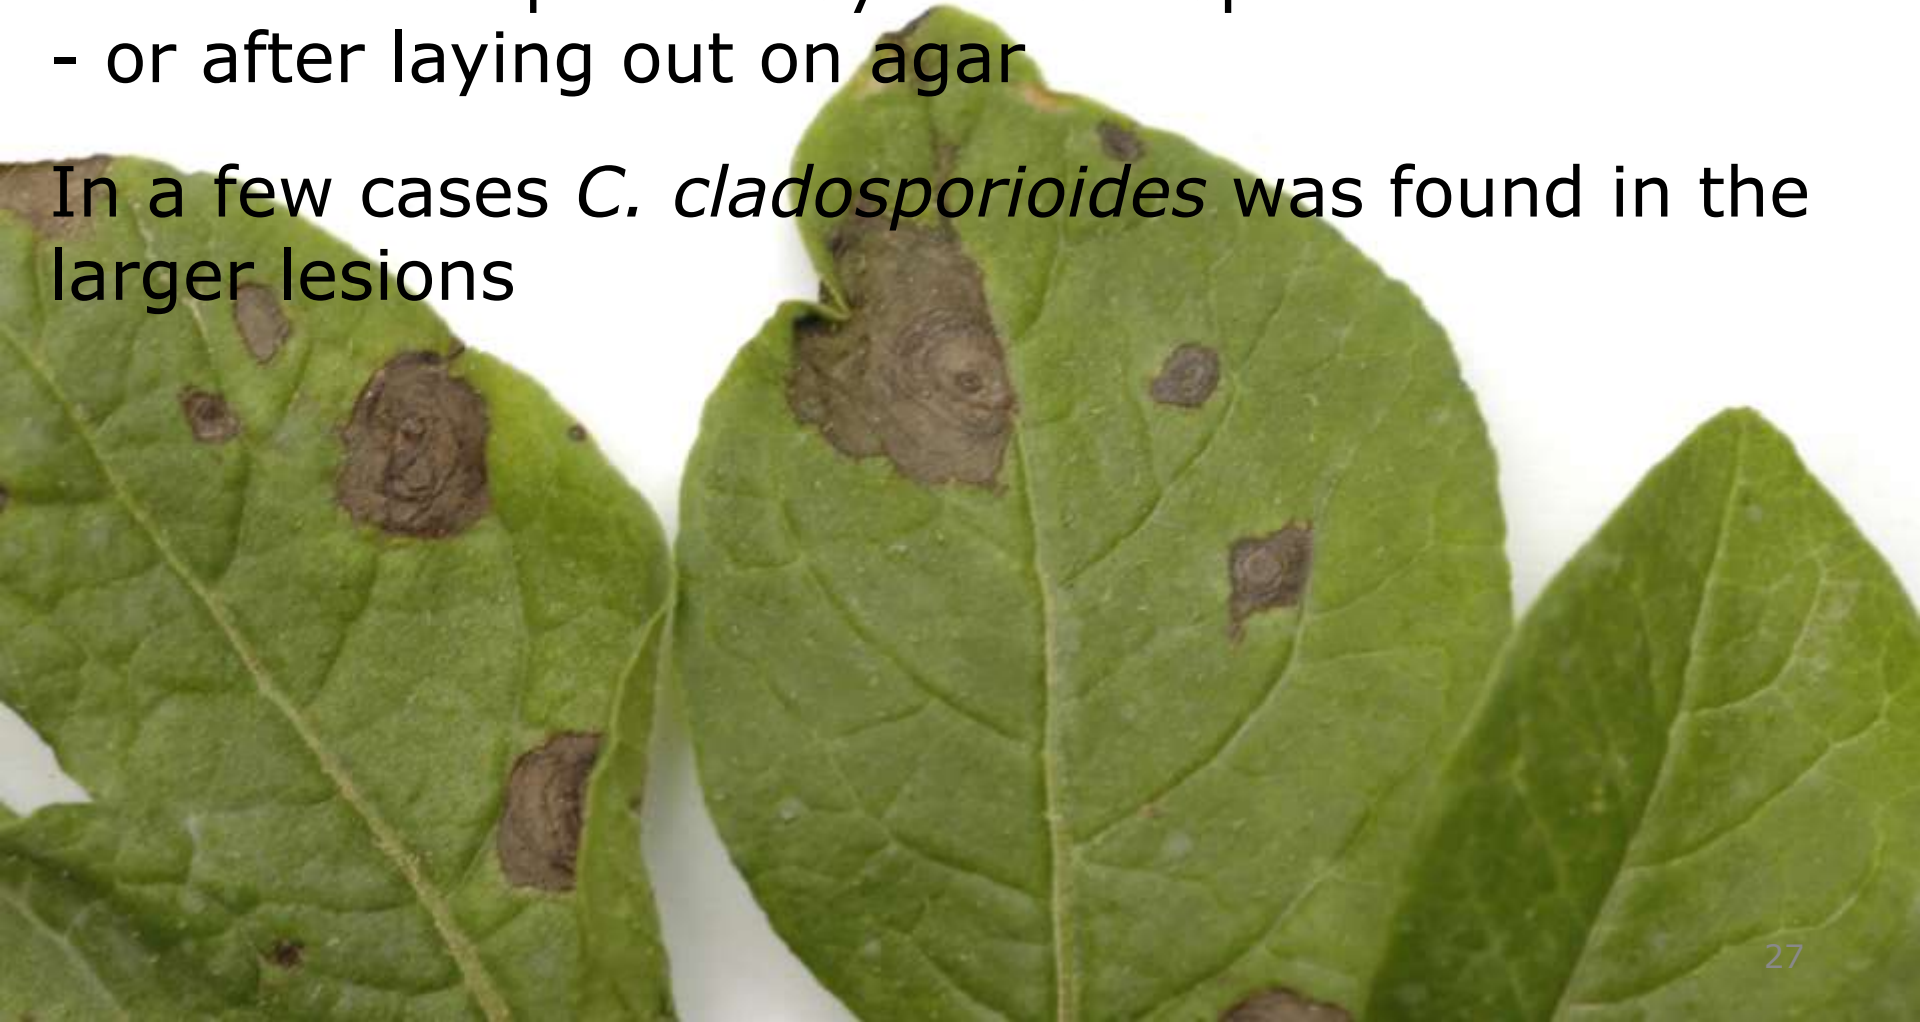 - or after laying out on agar
In a few cases C. cladosporioides was found in the
larger lesions
27